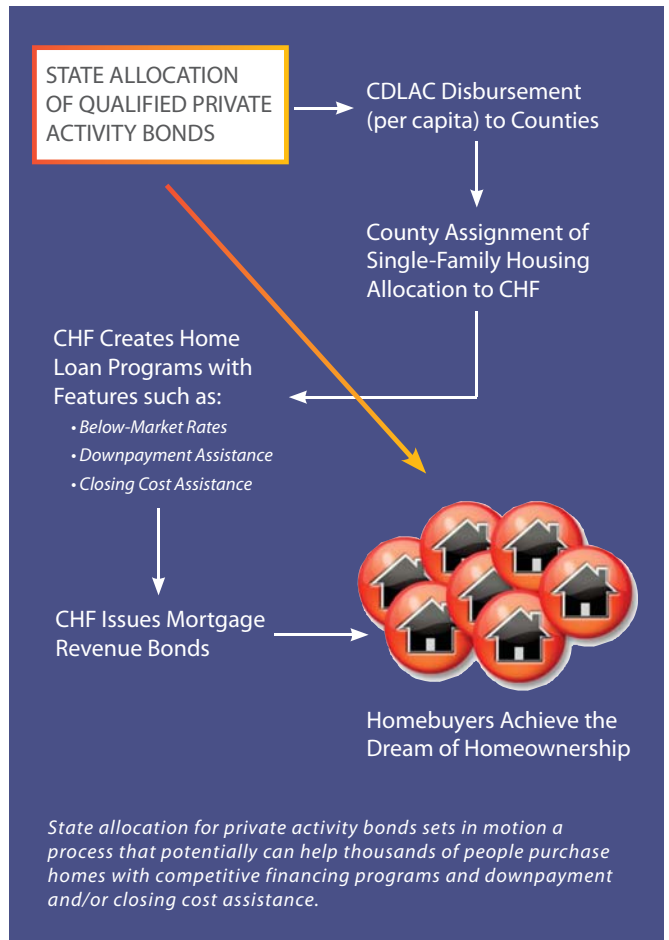 STATE ALLOCATION
OF QUALIFIED PRIVATE
ACTIVITY BONDS
CDLAC Disbursement
(per capita) to Counties
County Assignment of
Single-Family Housing
Allocation to CHF
CHF Creates Home
Loan Programs with
Features such as:
• Below-Market Rates
• Downpayment Assistance
• Closing Cost Assistance
CHF Issues Mortgage
Revenue Bonds
Homebuyers Achieve the
Dream of Homeownership
State allocation for private activity bonds sets in motion a
process that potentially can help thousands of people purchase
homes with competitive financing programs and downpayment
and/or closing cost assistance.